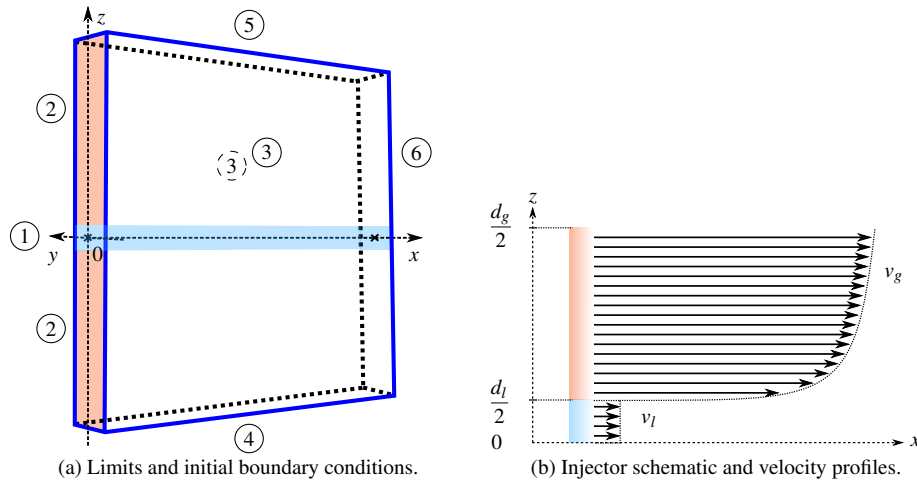 z
5
2
3
3
6
1
y
0
x
2
4
(a) Limits and initial boundary conditions.
z
d_g
2
v_g
d_l
2
v_l
0
x
(b) Injector schematic and velocity profiles.